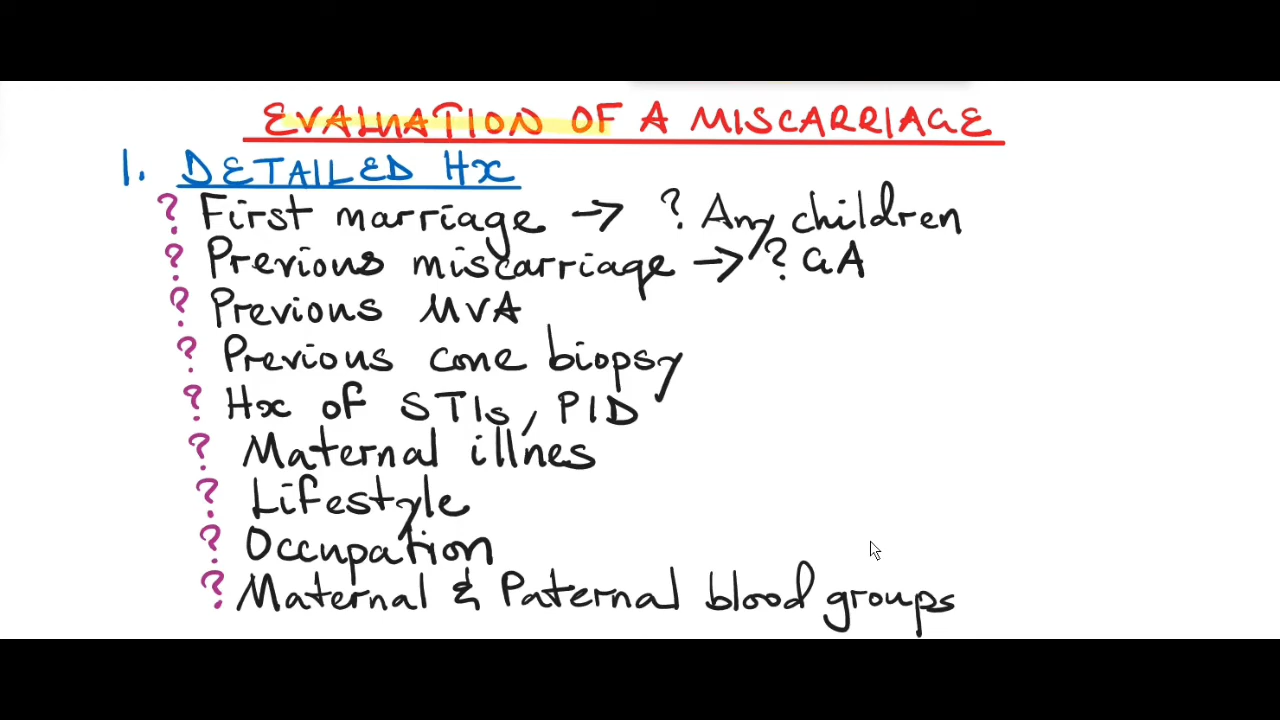 EVALUATION OF A MISCARRIAGE
1. DETAILED Hx
? First marriage → ? Any children
? Previous miscarriage → ? GA
? Previous MVA
? Previous cone biopsy
? Hx of STIs, PID
? Maternal illnes
? Lifestyle
? Occupation
? Maternal & Paternal blood groups